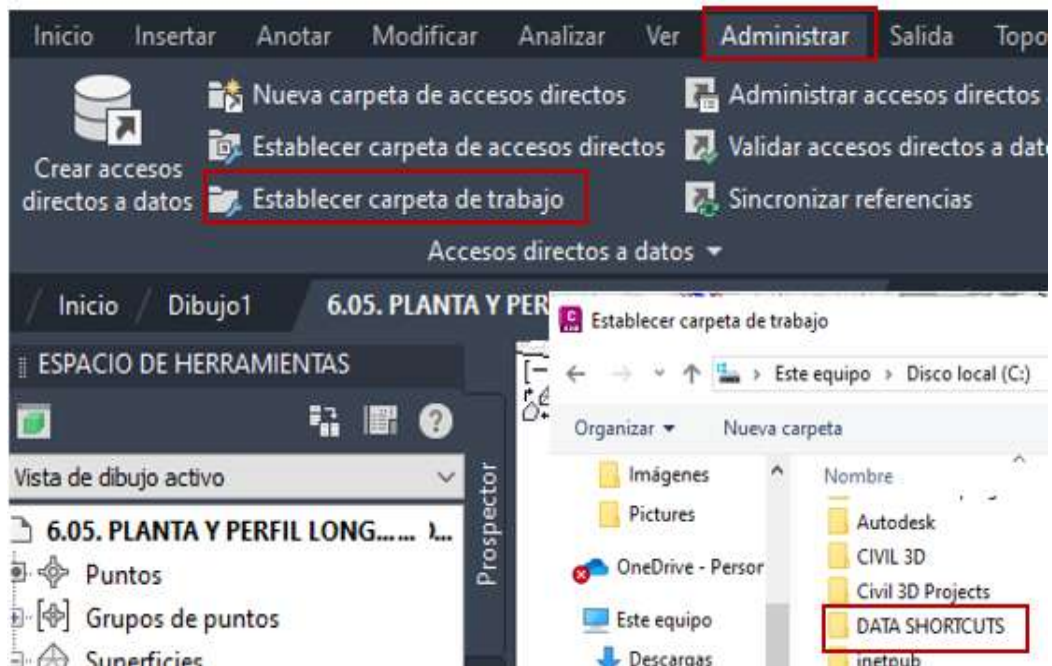 Inicio Insertar Anotar Modificar Analizar Ver Administrar Salida Topo
Nueva carpeta de accesos directos
Administrar accesos directos
Establecer carpeta de accesos directos
Validar accesos directos a dato
Crear accesos
directos a datos
Establecer carpeta de trabajo
Sincronizar referencias
Accesos directos a datos
Inicio Dibujo1 6.05. PLANTA Y PER
Establecer carpeta de trabajo
ESPACIO DE HERRAMIENTAS
Este equipo > Disco local (C:)
Organizar Nueva carpeta
Vista de dibujo activo
Prospector
Imágenes
Nombre
Pictures
Autodesk
6.05. PLANTA Y PERFIL LONG......
CIVIL 3D
OneDrive - Person
Puntos
Civil 3D Projects
Grupos de puntos
Este equipo
DATA SHORTCUTS
Superficies
Descargas
inetpub